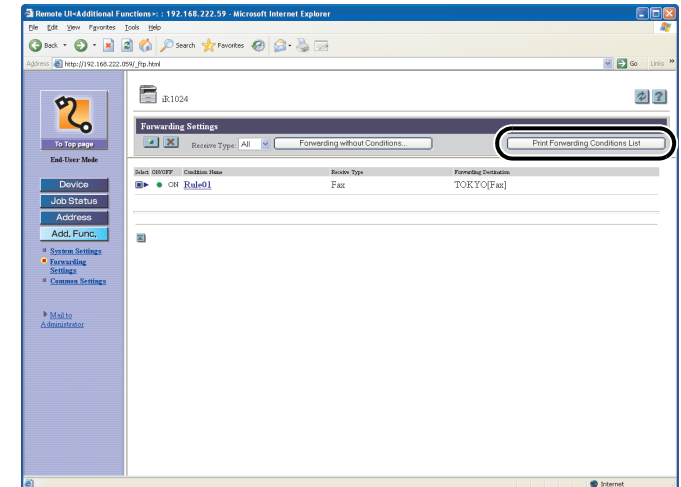 Remote UI<Additional Functions>: : 192.168.222.59 - Microsoft Internet Explorer
File Edit View Favorites Tools Help
Back Search Favorites
Address http://192.168.222.059/_ftp.html Go Links »
iR1024
To Top page
End-User Mode
Forwarding Settings
Receive Type: All Forwarding without Conditions... Print Forwarding Conditions List
Select ON/OFF Condition Name Receive Type Forwarding Destination
ON Rule01 Fax TOKYO[Fax]
Device
Job Status
Address
Add. Func.
System Settings
Forwarding
Settings
Common Settings
Mail to
Administrator
Internet